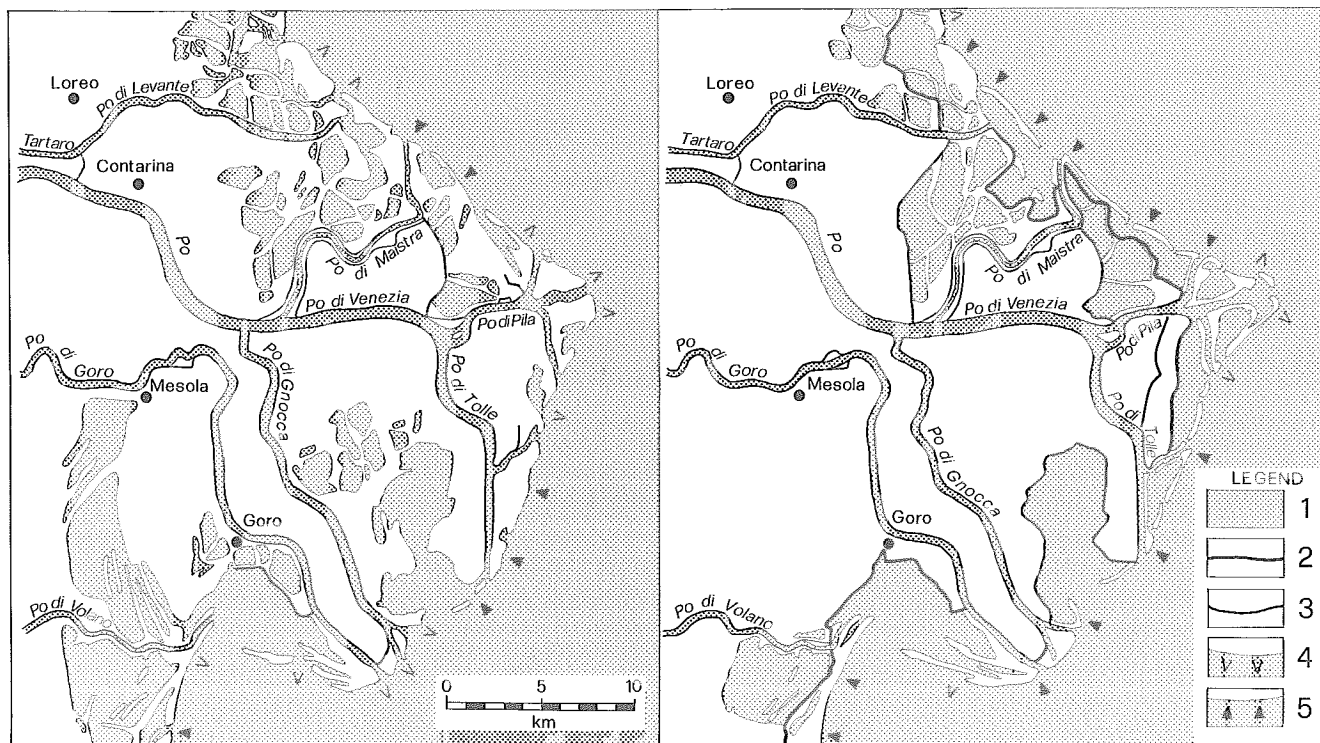 Loreo
Po di Levante
Tartaro
Contarina
Po
Po di Maistra
Po di Venezia
Po di Pila
Po di Goro
Mesola
Po di Gnocca
Po di Tolle
Goro
Po di Volano
0 5 10
km
Loreo
Po di Levante
Tartaro
Contarina
Po
Po di Maistra
Po di Venezia
Po di Pila
Po di Goro
Mesola
Po di Gnocca
Po di Tolle
Goro
Po di Volano
LEGEND
1
2
3
4
5